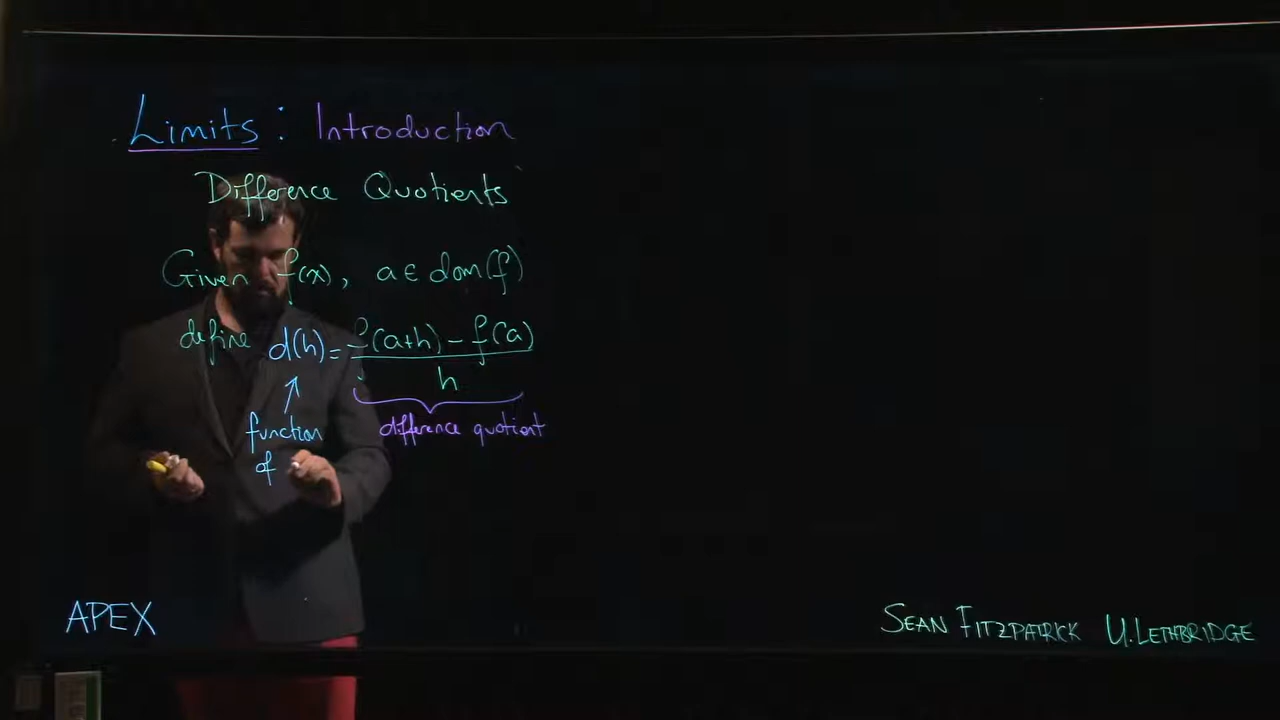 Limits: Introduction
Difference Quotients
Given f(x), a ∈ dom(f)
define d(h) = f(a+h) - f(a)
h
function
of
difference quotient
APEX
SEAN FITZPATRICK U.LETHBRIDGE